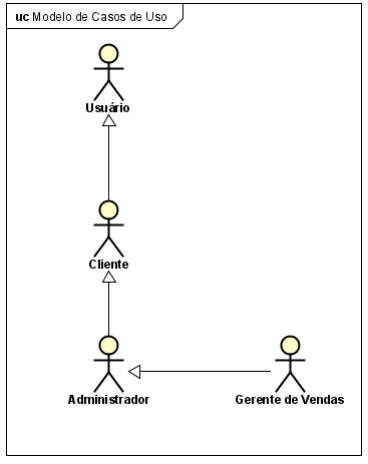 uc Modelo de Casos de Uso
Usuário
Cliente
Administrador
Gerente de Vendas